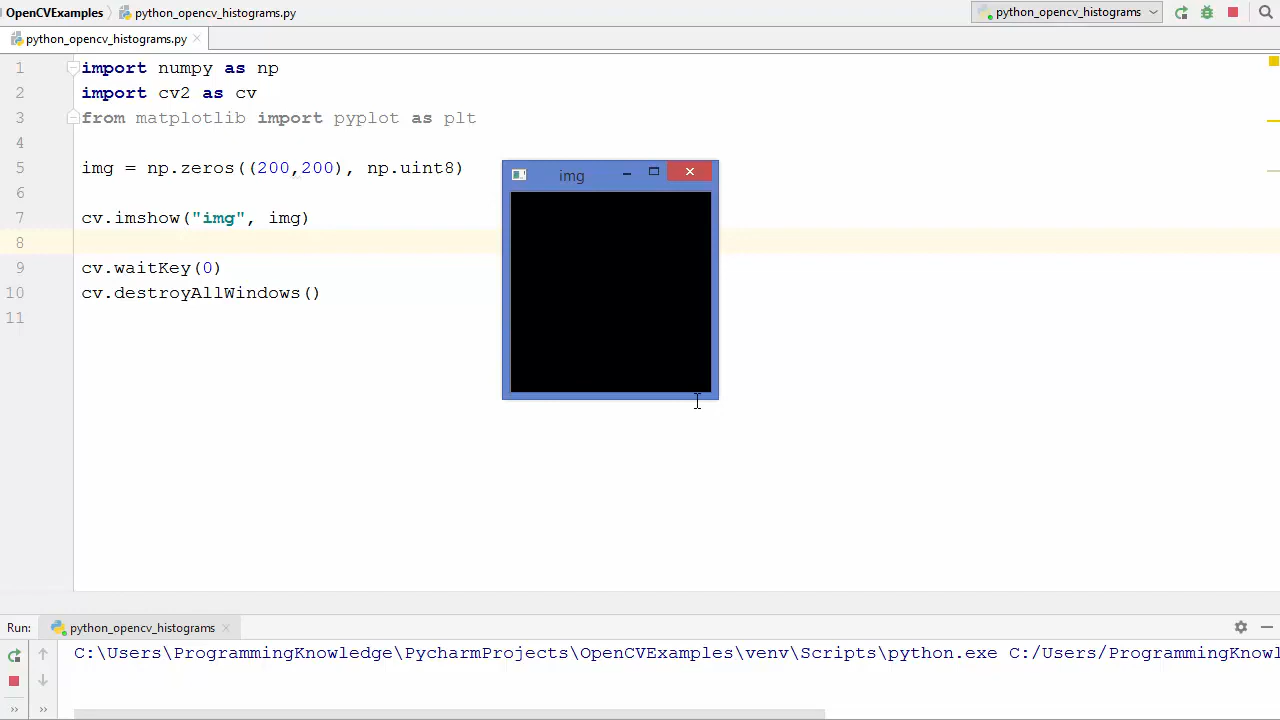 OpenCVExamples python_opencv_histograms.py python_opencv_histograms
python_opencv_histograms.py
1 import numpy as np
2 import cv2 as cv
3 from matplotlib import pyplot as plt
4
5 img = np.zeros((200,200), np.uint8)
6
7 cv.imshow("img", img)
8
9 cv.waitKey(0)
10 cv.destroyAllWindows()
11
img
Run: python_opencv_histograms
C:\Users\ProgrammingKnowledge\PycharmProjects\OpenCVExamples\venv\Scripts\python.exe C:/Users/ProgrammingKnowl